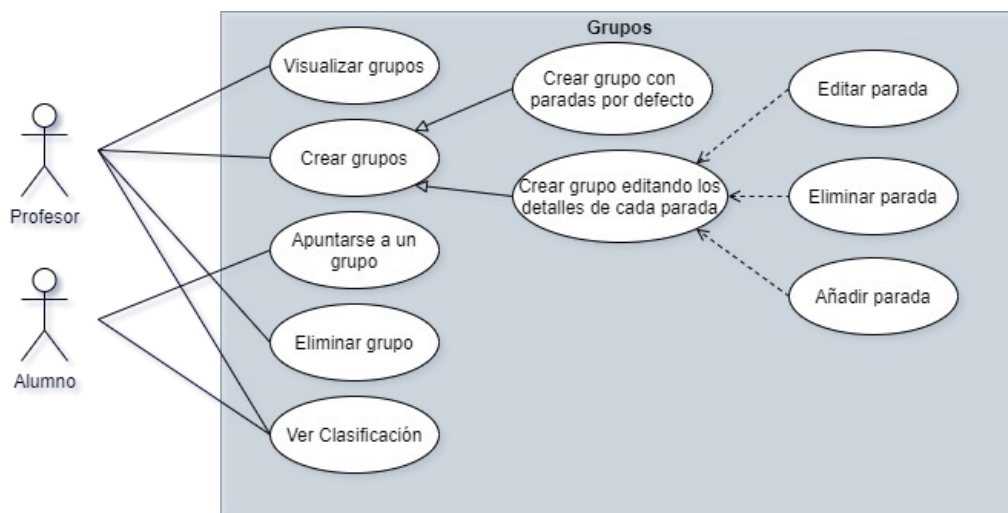 Grupos
Visualizar grupos
Crear grupo con
paradas por defecto
Editar parada
Crear grupos
Profesor
Crear grupo editando los
detalles de cada parada
Eliminar parada
Apuntarse a un
grupo
Añadir parada
Eliminar grupo
Alumno
Ver Clasificación